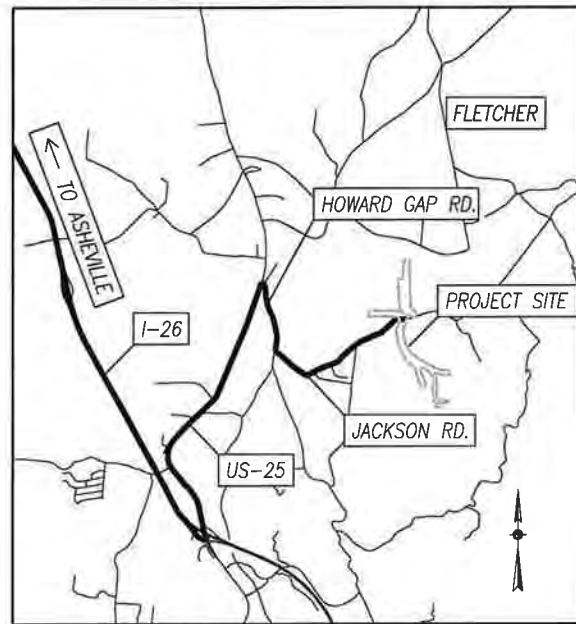 FLETCHER
← TO ASHEVILLE
HOWARD GAP RD.
PROJECT SITE
I-26
JACKSON RD.
US-25